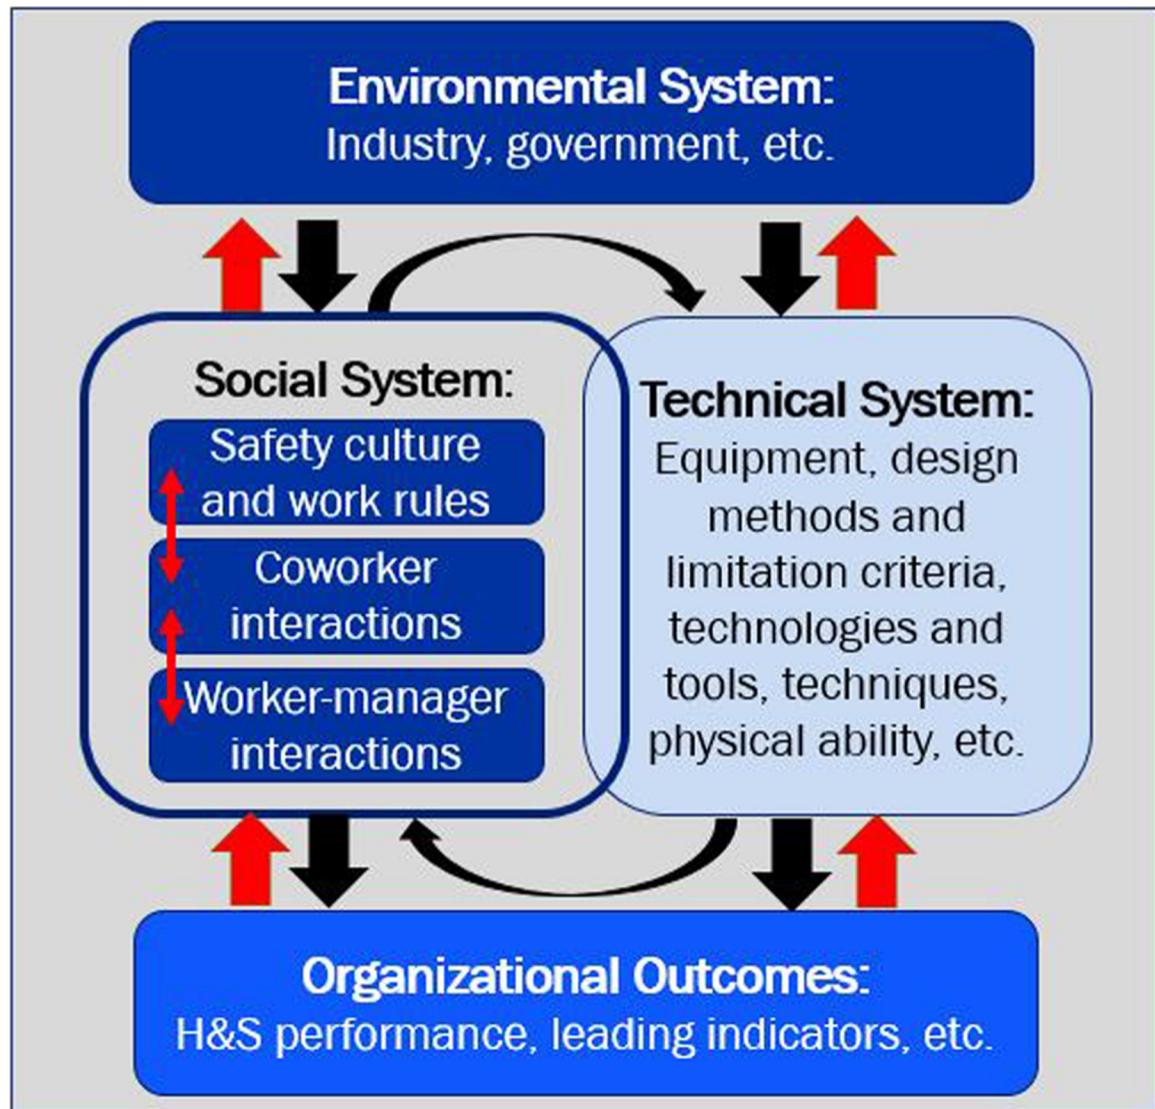 Environmental System:
Industry, government, etc.
Social System:
Safety culture
and work rules
Coworker
interactions
Worker-manager
interactions
Technical System:
Equipment, design
methods and
limitation criteria,
technologies and
tools, techniques,
physical ability, etc.
Organizational Outcomes:
H&S performance, leading indicators, etc.